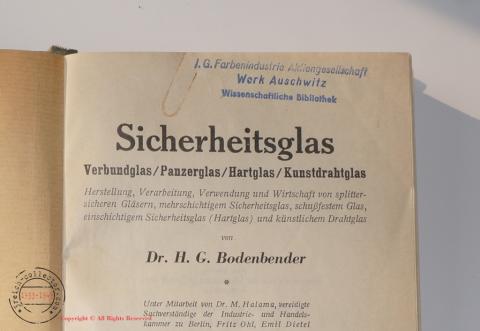 I. G. Farbenindustrie Aktiengesellschaft
Werk Auschwitz
Wissenschaftliche Bibliothek
Sicherheitsglas
Verbundglas/Panzerglas/Hartglas/Kunstdrahtglas
Herstellung, Verarbeitung, Verwendung und Wirtschaft von splitter-
sicheren Gläsern, mehrschichtigem Sicherheitsglas, schußfestem Glas,
einschichtigem Sicherheitsglas (Hartglas) und künstlichem Drahtglas
von
Dr. H. G. Bodenbender
*
Unter Mitarbeit von Dr. M. Halama, vereidigte
Sachverständige der Industrie- und Handels-
kammer zu Berlin, Fritz Ohl, Emil Dietel
Copyright © All Rights Reserved